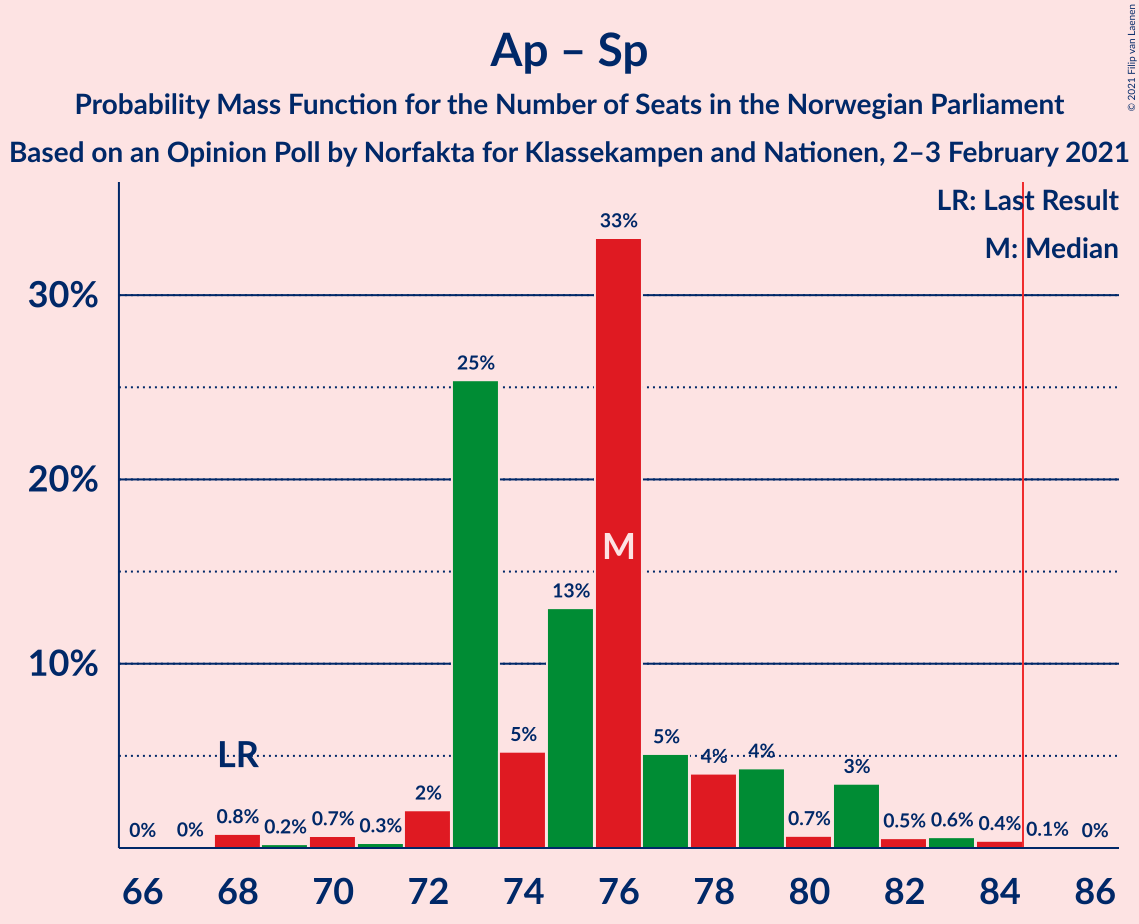 Ap – Sp
Probability Mass Function for the Number of Seats in the Norwegian Parliament
Based on an Opinion Poll by Norfakta for Klassekampen and Nationen, 2–3 February 2021
© 2021 Filip van Laenen
LR: Last Result
M: Median
30%
20%
10%
LR
M
0% 0% 0.8% 0.2% 0.7% 0.3% 2% 25% 5% 13% 33% 5% 4% 4% 0.7% 3% 0.5% 0.6% 0.4% 0.1% 0%
66 68 70 72 74 76 78 80 82 84 86